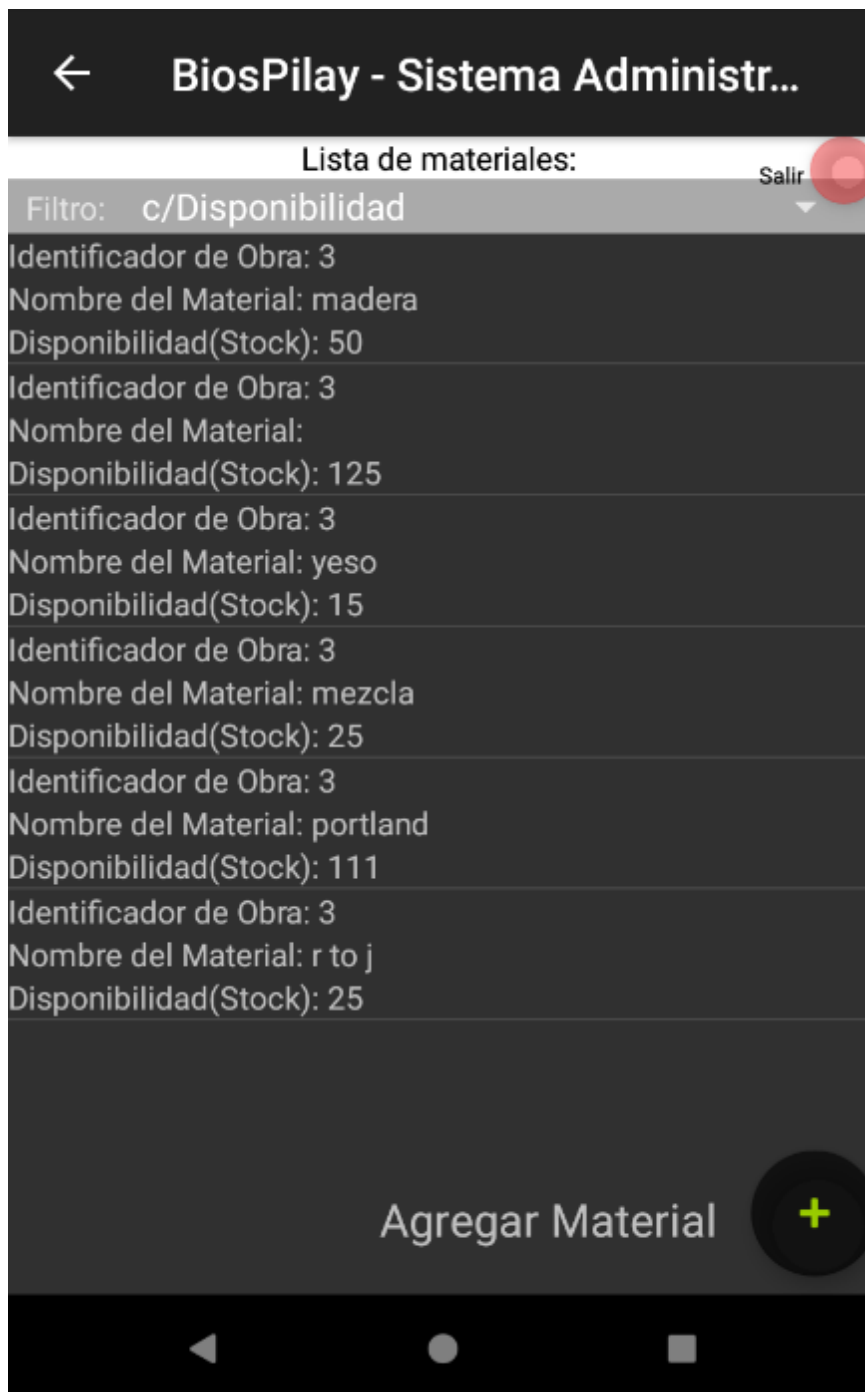 BiosPilay - Sistema Administr...
Lista de materiales:
Salir
Filtro: c/Disponibilidad
Identificador de Obra: 3
Nombre del Material: madera
Disponibilidad(Stock): 50
Identificador de Obra: 3
Nombre del Material:
Disponibilidad(Stock): 125
Identificador de Obra: 3
Nombre del Material: yeso
Disponibilidad(Stock): 15
Identificador de Obra: 3
Nombre del Material: mezcla
Disponibilidad(Stock): 25
Identificador de Obra: 3
Nombre del Material: portland
Disponibilidad(Stock): 111
Identificador de Obra: 3
Nombre del Material: r to j
Disponibilidad(Stock): 25
Agregar Material +